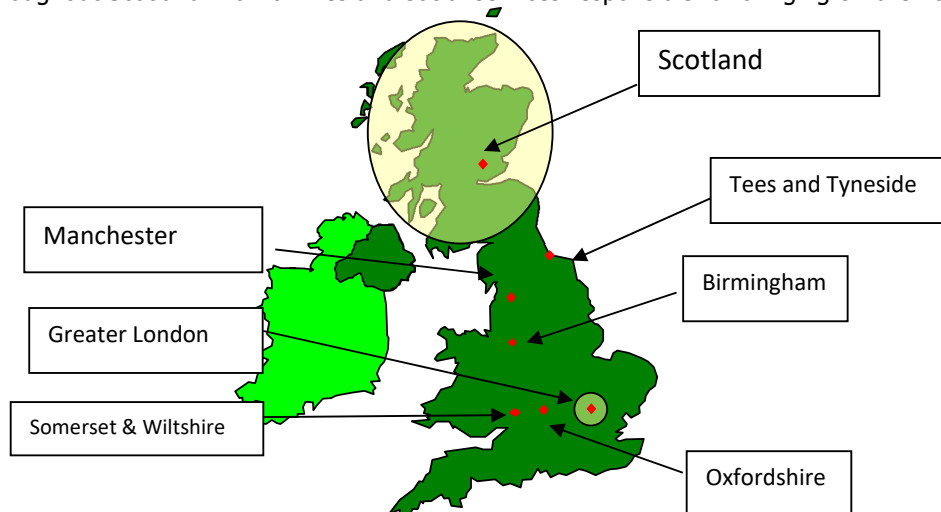 Scotland
Tees and Tyneside
Manchester
Birmingham
Greater London
Somerset & Wiltshire
Oxfordshire